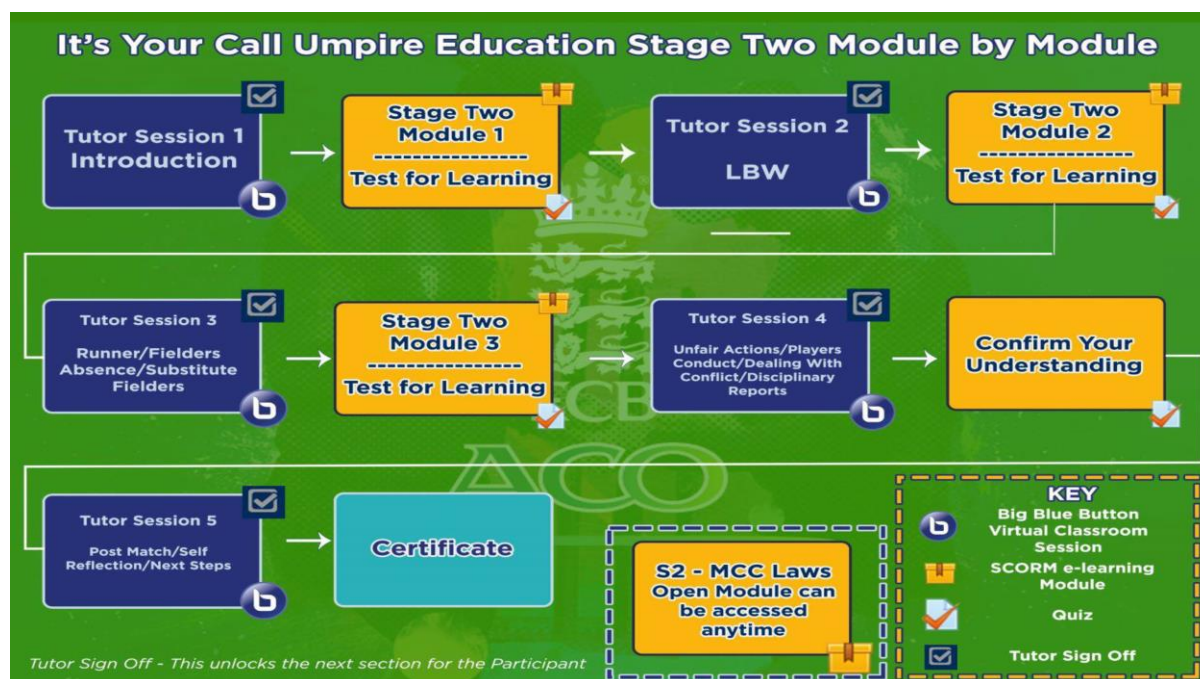 It's Your Call Umpire Education Stage Two Module by Module
Tutor Session 1
Introduction
Stage Two
Module 1
----------------
Test for Learning
Tutor Session 2
LBW
Stage Two
Module 2
----------------
Test for Learning
Tutor Session 3
Runner/Fielders
Absence/Substitute
Fielders
Stage Two
Module 3
----------------
Test for Learning
Tutor Session 4
Unfair Actions/Players
Conduct/Dealing With
Conflict/Disciplinary
Reports
Confirm Your
Understanding
ECB
ACO
Tutor Session 5
Post Match/Self
Reflection/Next Steps
Certificate
S2 - MCC Laws
Open Module can
be accessed
anytime
KEY
b
Big Blue Button
Virtual Classroom
Session
SCORM e-learning
Module
Quiz
Tutor Sign Off
Tutor Sign Off - This unlocks the next section for the Participant